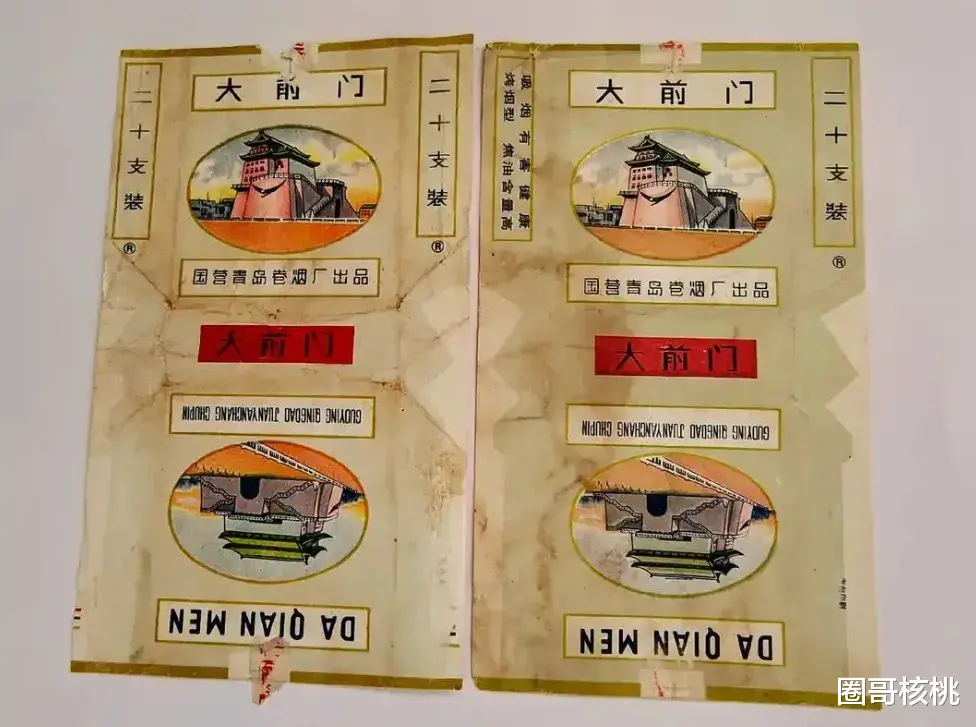 大前门
二十支装
二十支装
®
®
国营青岛卷烟厂出品
大前门
GUOYING QINGDAO JUANYANCHANG CHUPIN
DA QIAN MEN
吸烟有害健康
烤烟型 焦油含量高
大前门
二十支装
®
国营青岛卷烟厂出品
大前门
GUOYING QINGDAO JUANYANCHANG CHUPIN
DA QIAN MEN
圈哥核桃